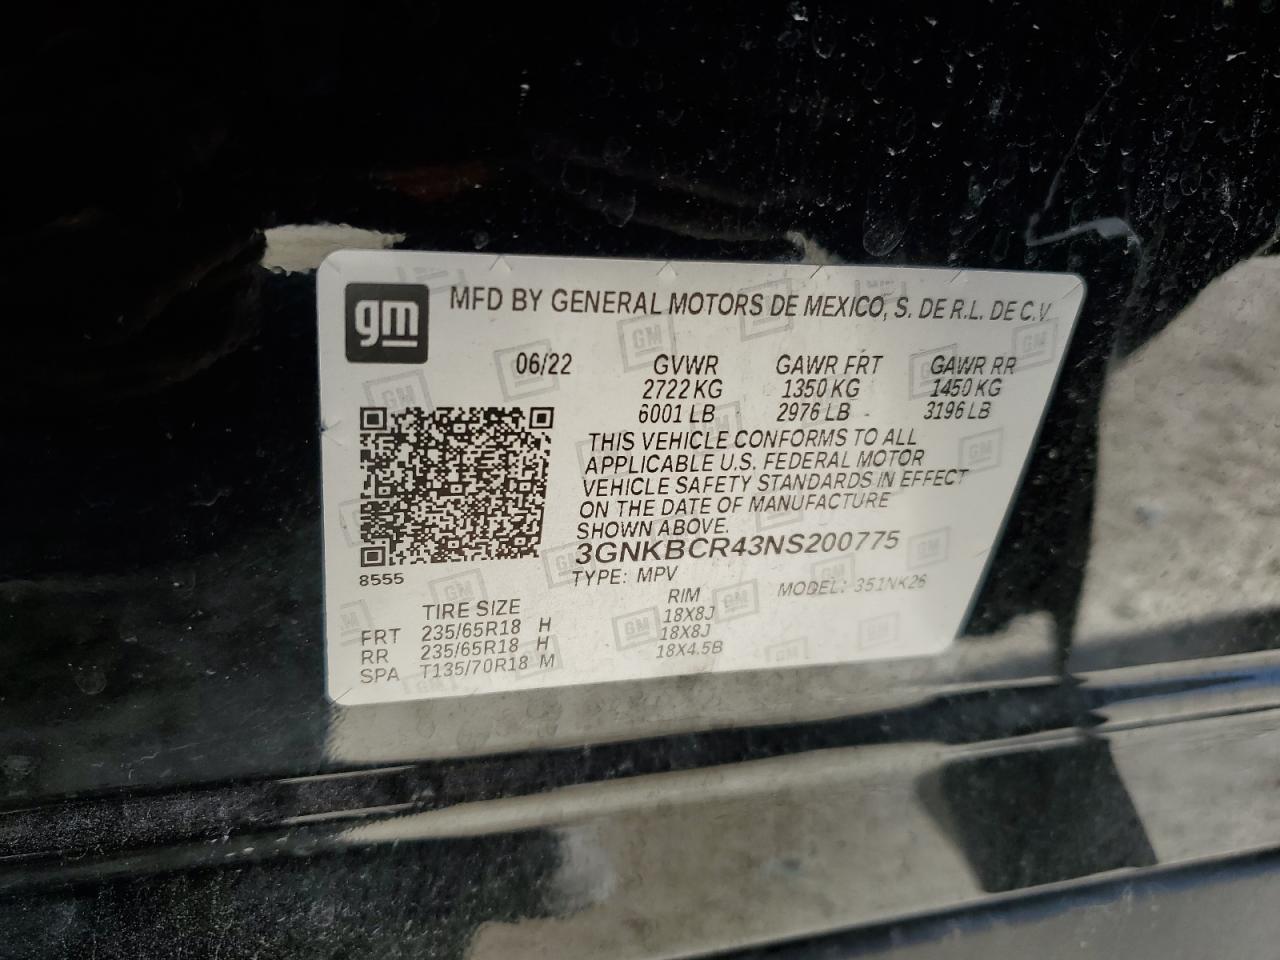 gm
MFD BY GENERAL MOTORS DE MEXICO, S. DE R.L. DE C.V.
06/22 GVWR GAWR FRT GAWR RR
2722 KG 1350 KG 1450 KG
6001 LB 2976 LB 3196 LB
THIS VEHICLE CONFORMS TO ALL
APPLICABLE U.S. FEDERAL MOTOR
VEHICLE SAFETY STANDARDS IN EFFECT
ON THE DATE OF MANUFACTURE
SHOWN ABOVE.
3GNKBCR43NS200775
8555 TYPE: MPV MODEL: 351NK26
TIRE SIZE RIM
FRT 235/65R18 H 18X8J
RR 235/65R18 H 18X8J
SPA T135/70R18 M 18X4.5B